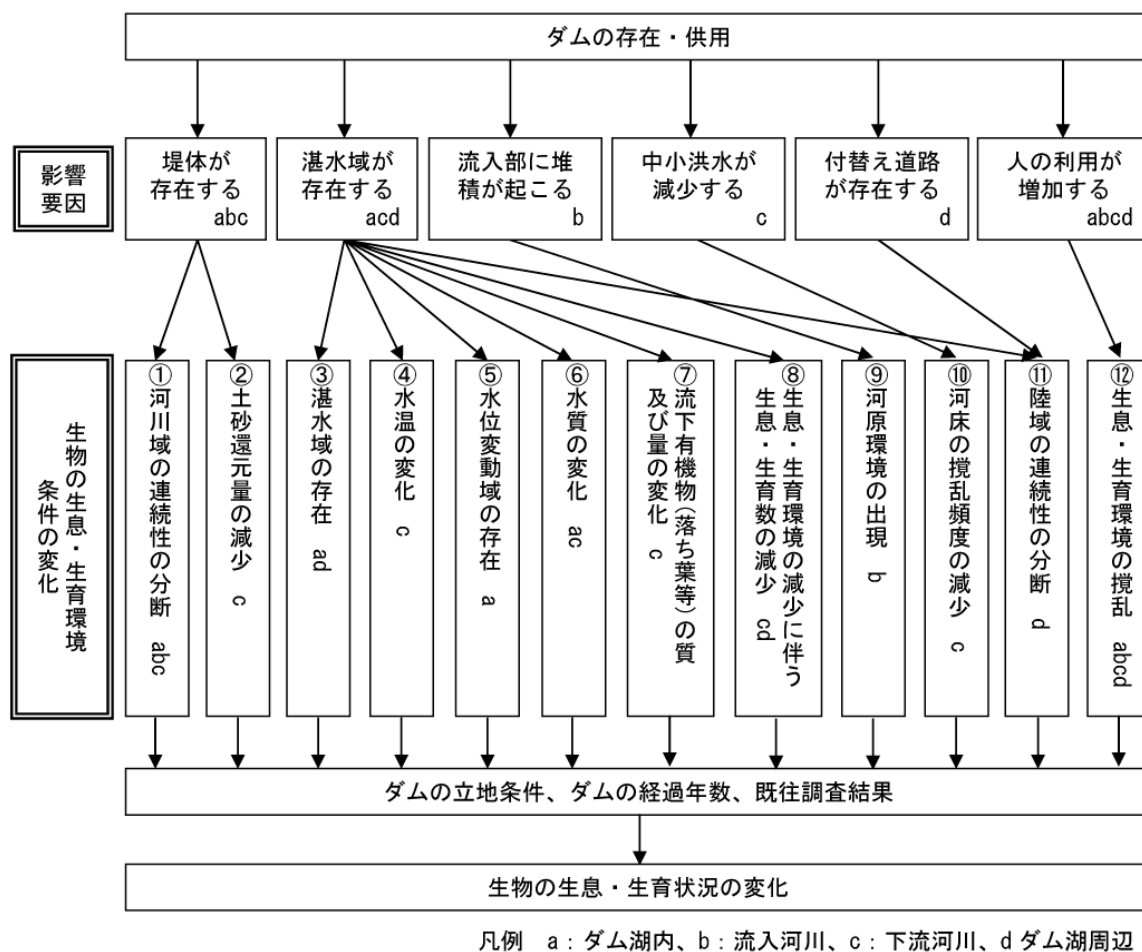 ダムの存在・供用
影響
要因
堤体が
存在する
abc
湛水域が
存在する
acd
流入部に堆
積が起こる
b
中小洪水が
減少する
c
付替え道路
が存在する
d
人の利用が
増加する
abcd
生物の生息・生育環境
条件の変化
①河川域の連続性の分断 abc
②土砂還元量の減少 c
③湛水域の存在 ad
④水温の変化 c
⑤水位変動域の存在 a
⑥水質の変化 ac
⑦流下有機物(落ち葉等)の質
及び量の変化 c
⑧生息・生育環境の減少に伴う
生息・生育数の減少 cd
⑨河原環境の出現 b
⑩河床の撹乱頻度の減少 c
⑪陸域の連続性の分断 d
⑫生息・生育環境の撹乱 abcd
ダムの立地条件、ダムの経過年数、既往調査結果
生物の生息・生育状況の変化
凡例 a：ダム湖内、b：流入河川、c：下流河川、d ダム湖周辺